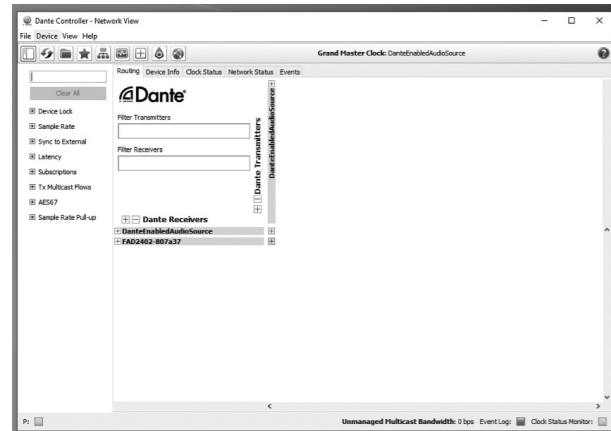 Dante Controller - Network View
File Device View Help
Grand Master Clock: DanteEnabledAudioSource
Clear All
Device Lock
Sample Rate
Sync to External
Latency
Subscriptions
Tx Multicast Flows
AES67
Sample Rate Pull-up
Routing Device Info Clock Status Network Status Events
Dante
Filter Transmitters
Filter Receivers
Dante Transmitters
DanteEnabledAudioSource
Dante Receivers
DanteEnabledAudioSource
FAD2402-807a37
P:
Unmanaged Multicast Bandwidth: 0 bps Event Log: Clock Status Monitor: